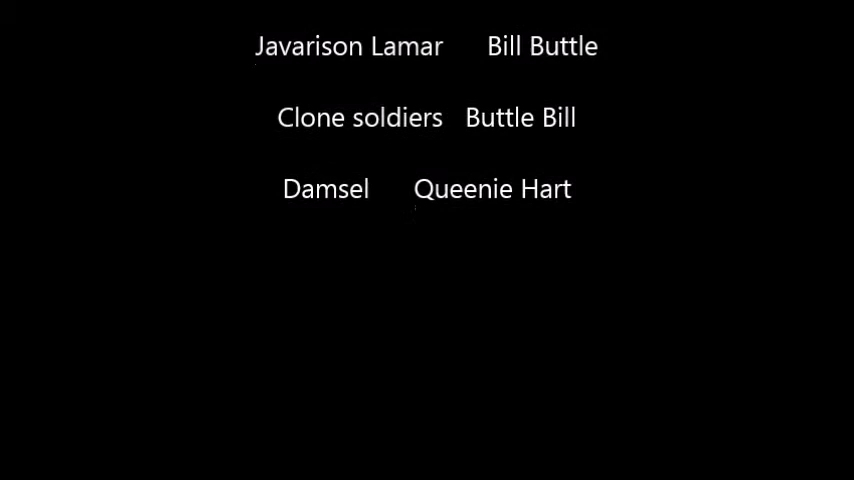 Javarison Lamar Bill Buttle
Clone soldiers Buttle Bill
Damsel Queenie Hart